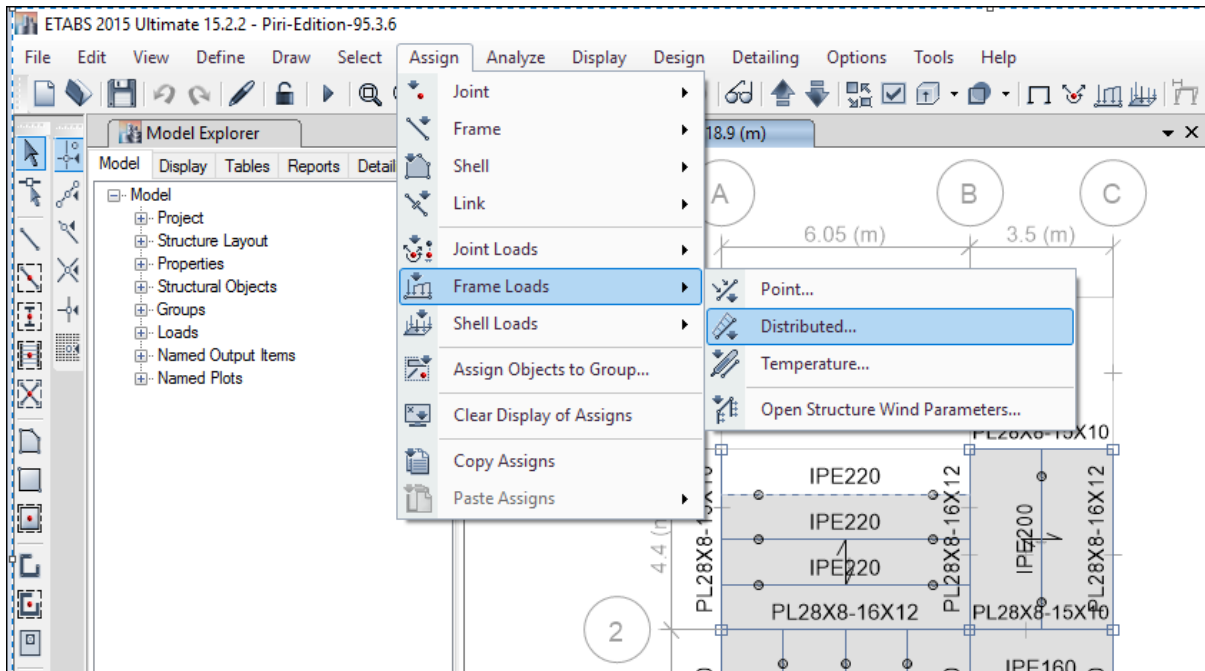 ETABS 2015 Ultimate 15.2.2 - Piri-Edition-95.3.6
File Edit View Define Draw Select Assign Analyze Display Design Detailing Options Tools Help
Model Explorer
Model Display Tables Reports Detail
Model
Project
Structure Layout
Properties
Structural Objects
Groups
Loads
Named Output Items
Named Plots
Joint
Frame
Shell
Link
Joint Loads
Frame Loads
Shell Loads
Assign Objects to Group...
Clear Display of Assigns
Copy Assigns
Paste Assigns
Point...
Distributed...
Temperature...
Open Structure Wind Parameters...
18.9 (m)
A B C
6.05 (m) 3.5 (m)
PL28X8-15X10
IPE220
IPE220
IPE220
PL28X8-16X12
PL28X8-16X12
IPE200
PL28X8-16X12
PL28X8-15X10
4.4
2
IPE160